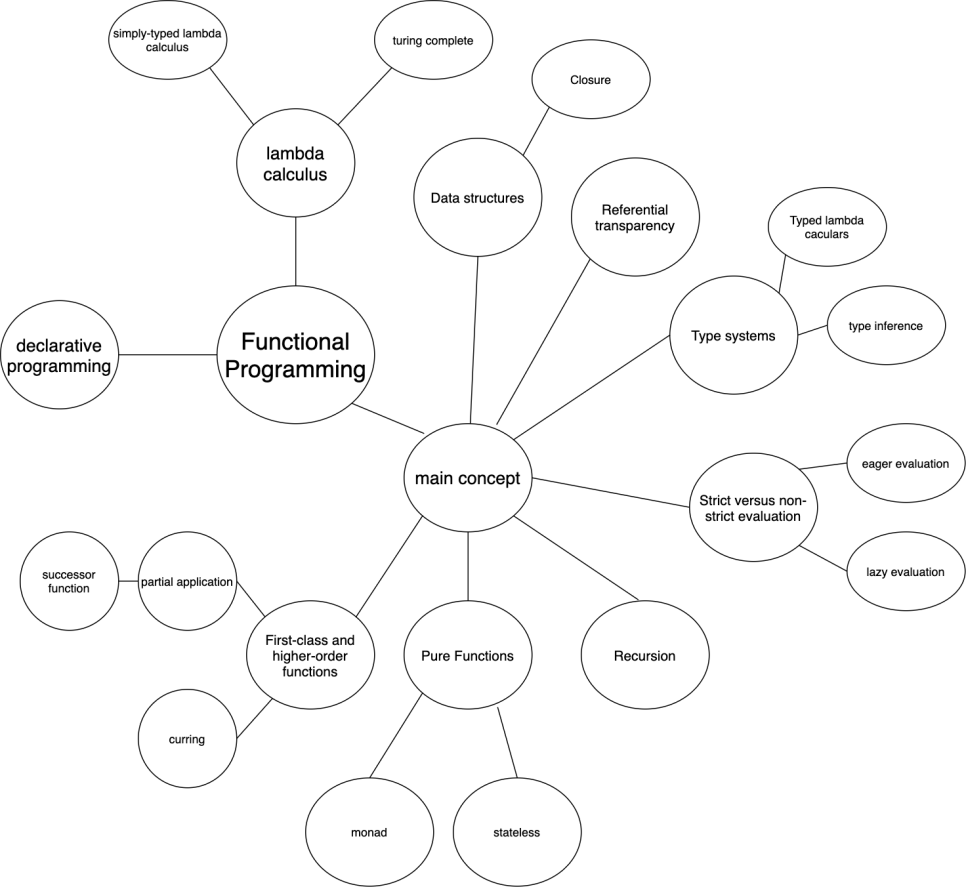 simply-typed lambda
calculus
turing complete
Closure
lambda
calculus
Data structures
Referential
transparency
Typed lambda
caculars
Type systems
type inference
declarative
programming
Functional
Programming
main concept
eager evaluation
Strict versus non-
strict evaluation
lazy evaluation
successor
function
partial application
First-class and
higher-order
functions
Pure Functions
Recursion
curring
monad
stateless